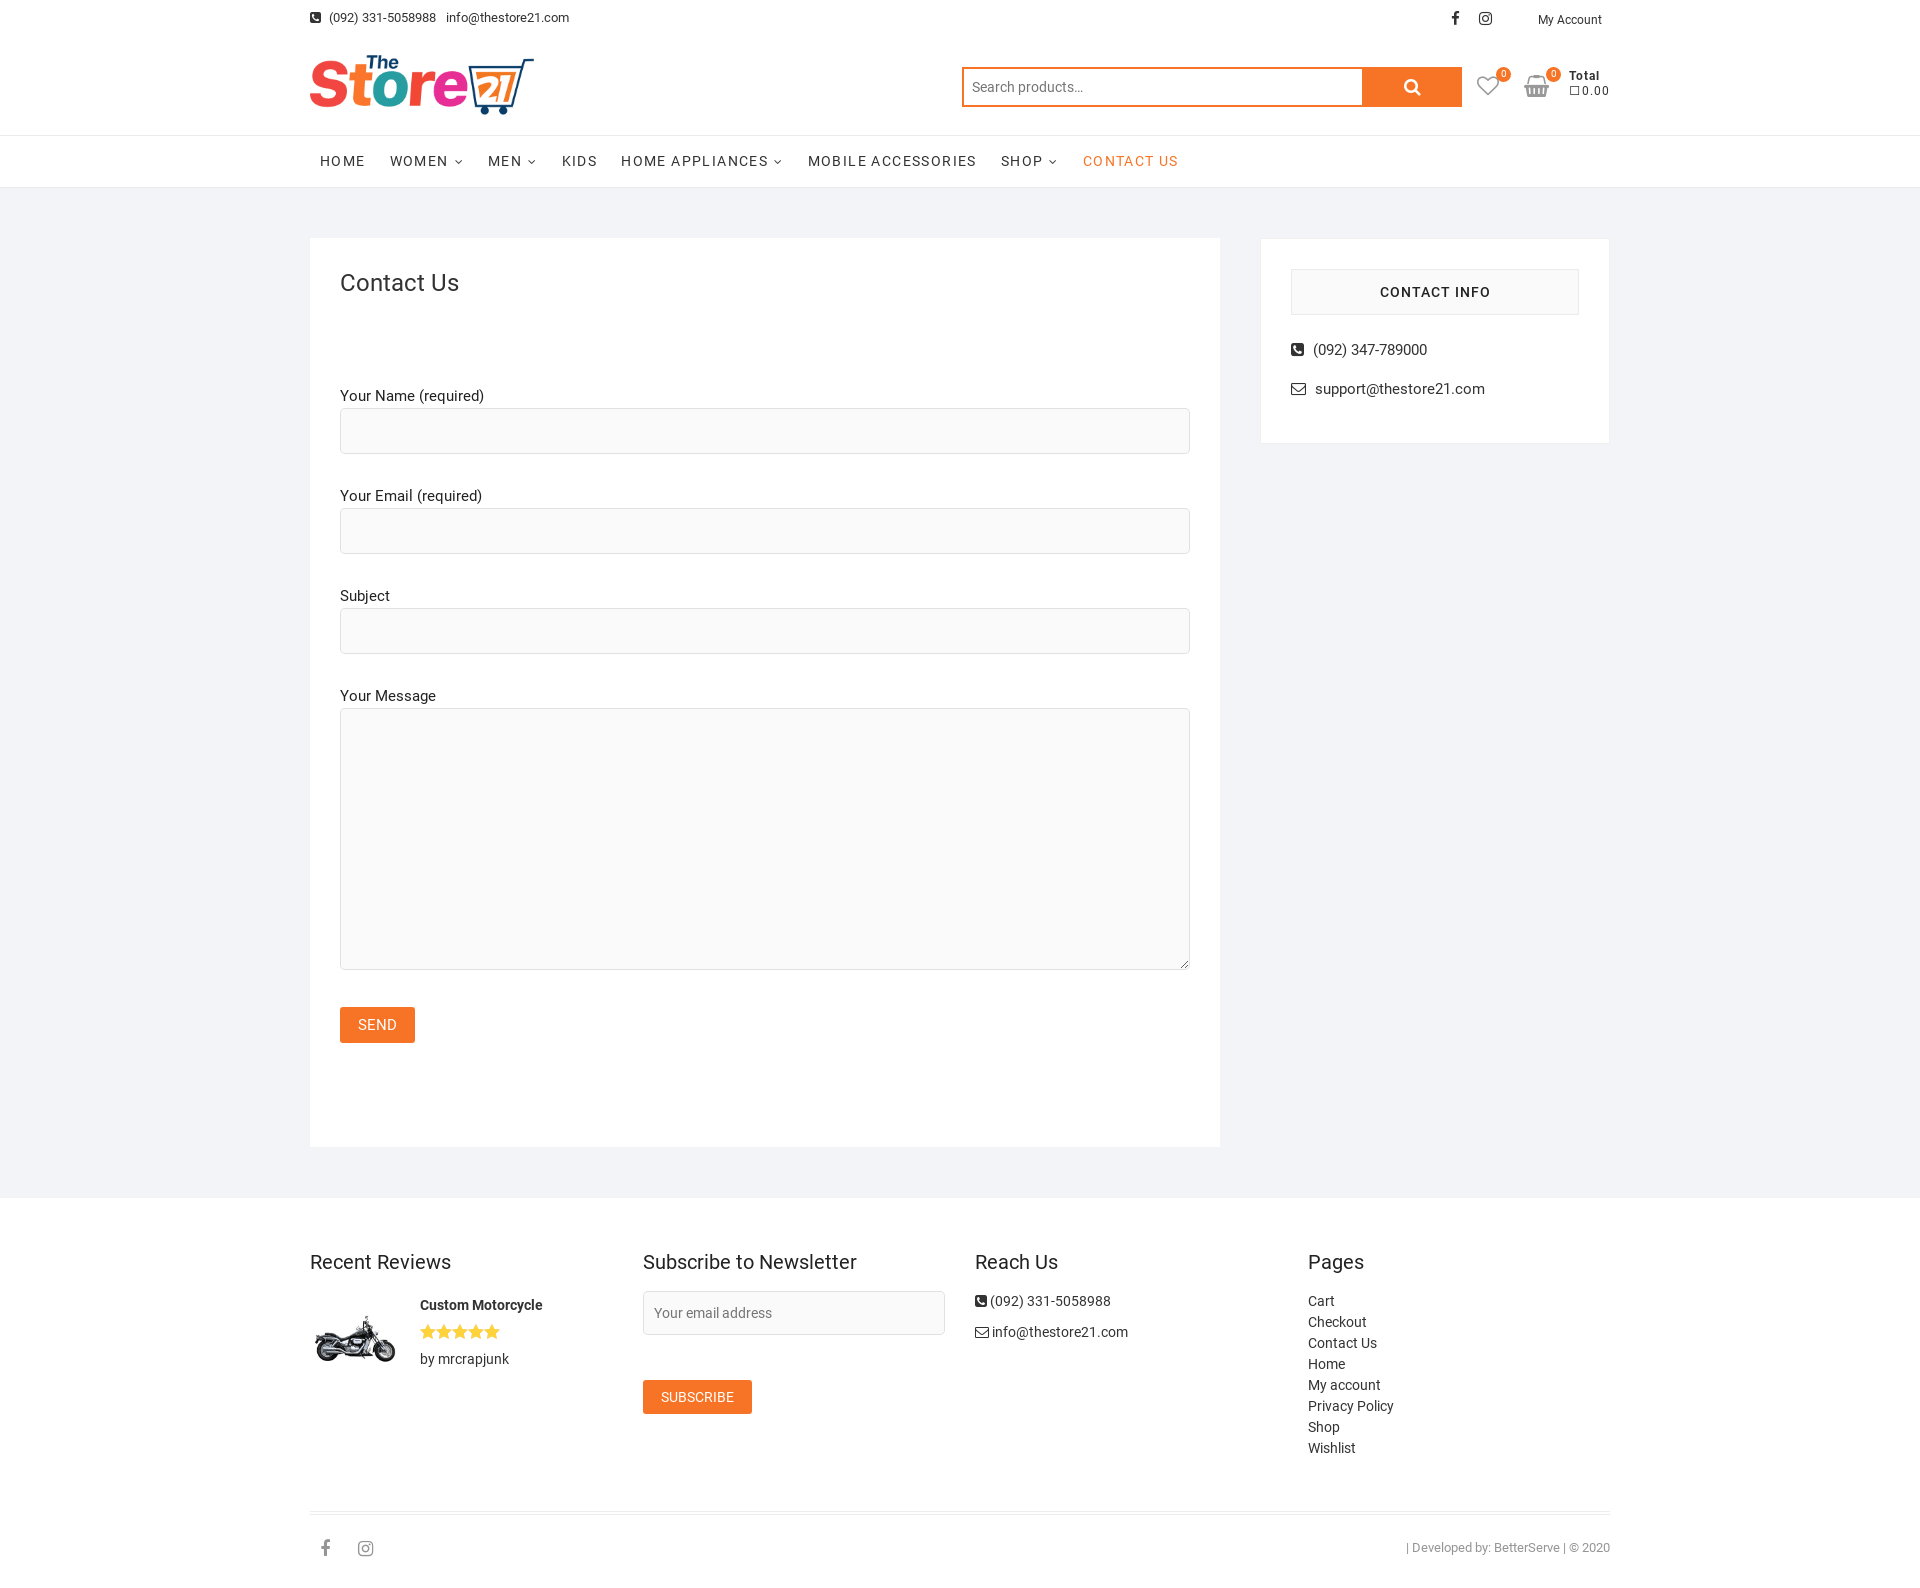 (092) 331-5058988 info@thestore21.com
My Account
The Store 21
Search products…
0
0
Total
☐0.00
HOME WOMEN MEN KIDS HOME APPLIANCES MOBILE ACCESSORIES SHOP CONTACT US
Contact Us
Your Name (required)
Your Email (required)
Subject
Your Message
SEND
CONTACT INFO
(092) 347-789000
support@thestore21.com
Recent Reviews
Custom Motorcycle
by mrcrapjunk
Subscribe to Newsletter
Your email address
SUBSCRIBE
Reach Us
(092) 331-5058988
info@thestore21.com
Pages
Cart
Checkout
Contact Us
Home
My account
Privacy Policy
Shop
Wishlist
| Developed by: BetterServe | © 2020